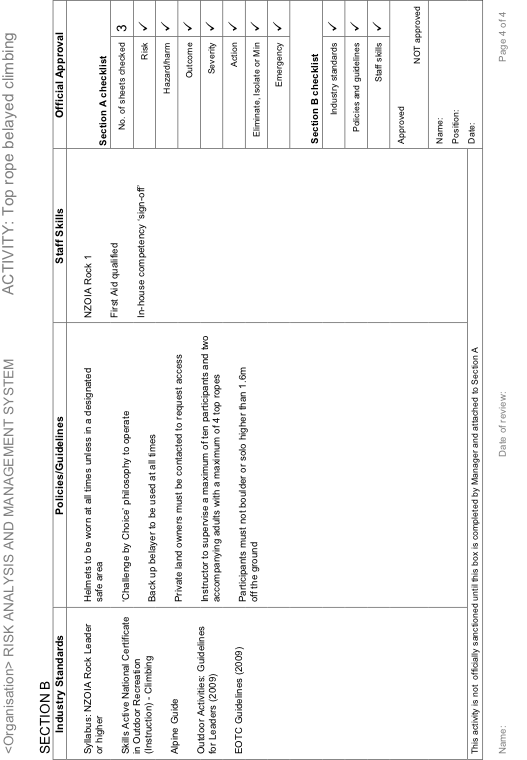 <Organisation> RISK ANALYSIS AND MANAGEMENT SYSTEM
ACTIVITY: Top rope belayed climbing
SECTION B
Industry Standards
Syllabus: NZOIA Rock Leader
or higher
Skills Active National Certificate
in Outdoor Recreation
(Instruction) - Climbing
Alpine Guide
Outdoor Activities: Guidelines
for Leaders (2009)
EOTC Guidelines (2009)
Policies/Guidelines
Helmets to be worn at all times unless in a designated
safe area
‘Challenge by Choice’ philosophy to operate
Back up belayer to be used at all times
Private land owners must be contacted to request access
Instructor to supervise a maximum of ten participants and two
accompanying adults with a maximum of 4 top ropes
Participants must not boulder or solo higher than 1.6m
off the ground
Staff Skills
NZOIA Rock 1
First Aid qualified
In-house competency ‘sign-off’
Official Approval
Section A checklist
No. of sheets checked 3
Risk ✓
Hazard/harm ✓
Outcome ✓
Severity ✓
Action ✓
Eliminate, Isolate or Min ✓
Emergency ✓
Section B checklist
Industry standards ✓
Policies and guidelines ✓
Staff skills ✓
Approved
NOT approved
Name:
Position:
Date:
This activity is not officially sanctioned until this box is completed by Manager and attached to Section A
Name:
Date of review:
Page 4 of 4